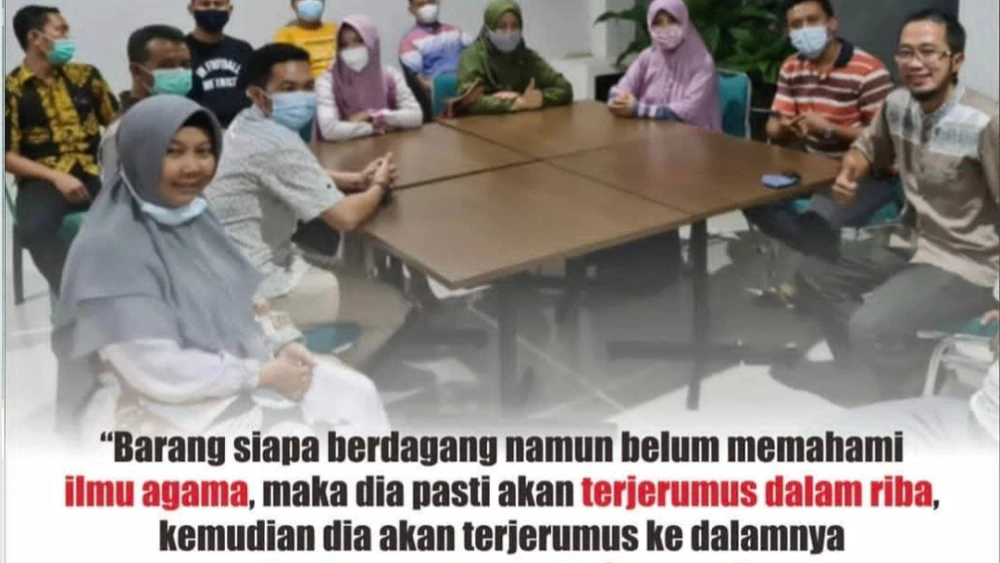 “Barang siapa berdagang namun belum memahami
ilmu agama, maka dia pasti akan terjerumus dalam riba,
kemudian dia akan terjerumus ke dalamnya